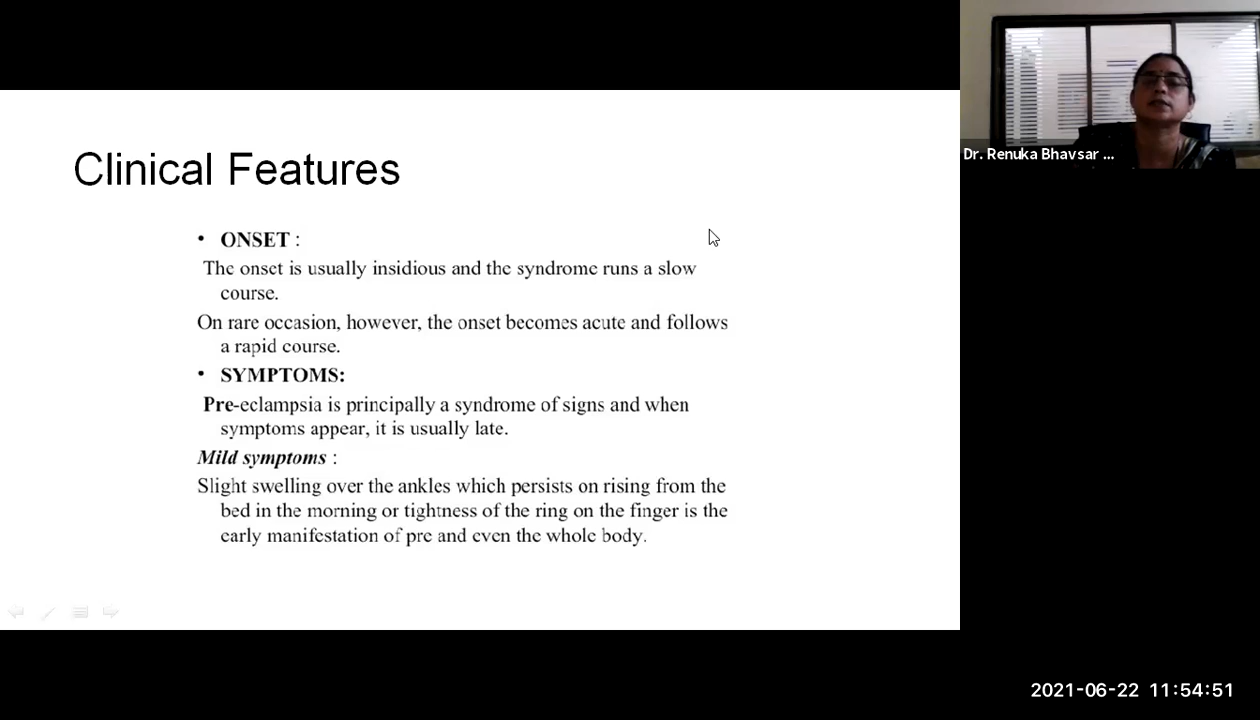 Clinical Features
• ONSET :
The onset is usually insidious and the syndrome runs a slow
course.
On rare occasion, however, the onset becomes acute and follows
a rapid course.
• SYMPTOMS:
Pre-eclampsia is principally a syndrome of signs and when
symptoms appear, it is usually late.
Mild symptoms :
Slight swelling over the ankles which persists on rising from the
bed in the morning or tightness of the ring on the finger is the
early manifestation of pre and even the whole body.
Dr. Renuka Bhavsar ...
2021-06-22 11:54:51